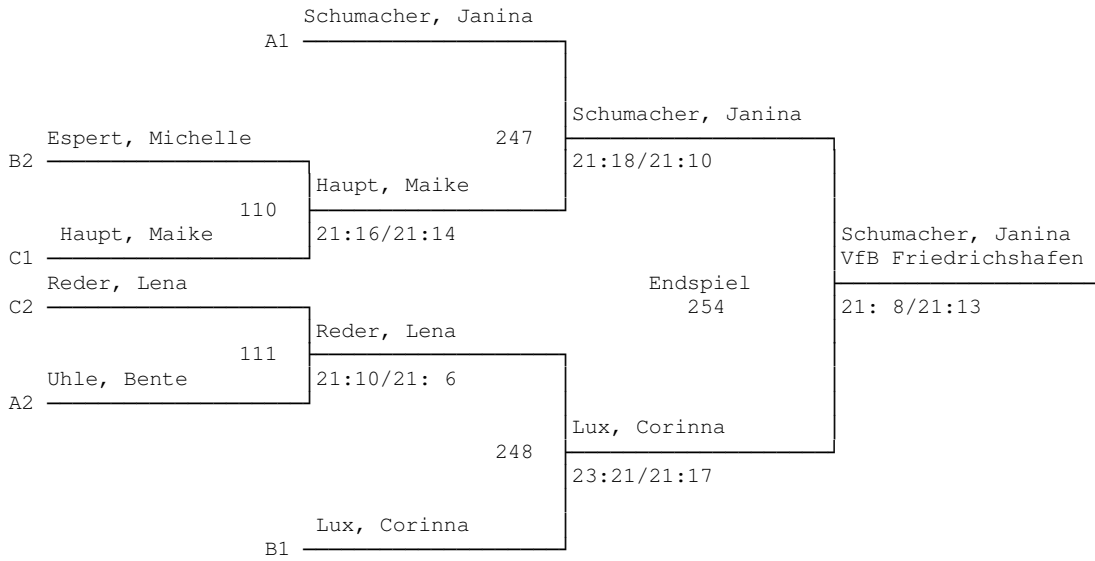 Schumacher, Janina
A1
Schumacher, Janina
Espert, Michelle 247
B2 21:18/21:10
Haupt, Maike
110
Haupt, Maike 21:16/21:14 Schumacher, Janina
C1 VfB Friedrichshafen
Reder, Lena Endspiel
C2 254 21: 8/21:13
Reder, Lena
111
Uhle, Bente 21:10/21: 6
A2
Lux, Corinna
248
23:21/21:17
Lux, Corinna
B1